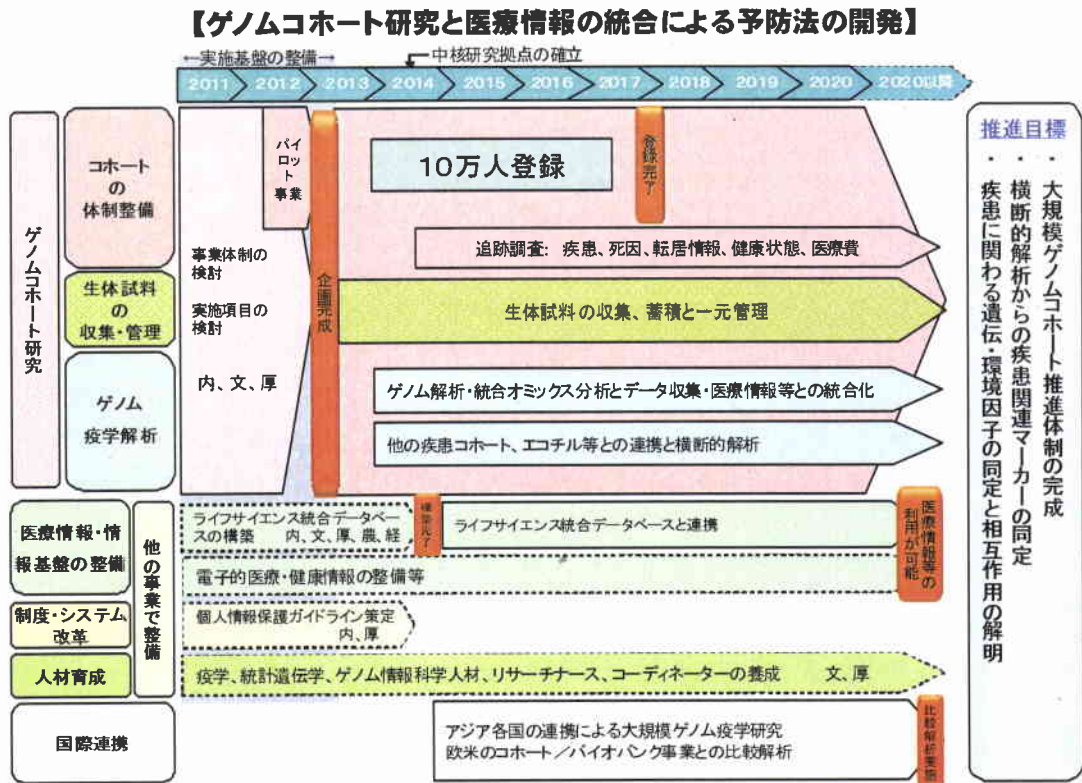 【ゲノムコホート研究と医療情報の統合による予防法の開発】
←実施基盤の整備→
中核研究拠点の確立
2011
2012
2013
2014
2015
2016
2017
2018
2019
2020
2020以降
ゲノムコホート研究
コホート
の
体制整備
生体試料
の
収集・管理
ゲノム
疫学解析
パイロット事業
事業体制の
検討
実施項目の
検討
内、文、厚
企画完成
10万人登録
登録完了
追跡調査: 疾患、死因、転居情報、健康状態、医療費
生体試料の収集、蓄積と一元管理
ゲノム解析・統合オミックス分析とデータ収集・医療情報等との統合化
他の疾患コホート、エコチル等との連携と横断的解析
医療情報・情
報基盤の整備
制度・システム
改革
人材育成
他の事業で整備
ライフサイエンス統合データベー
スの構築 内、文、厚、農、経
構築完了
ライフサイエンス統合データベースと連携
医療情報等の
利用が可能
電子的医療・健康情報の整備等
個人情報保護ガイドライン策定
内、厚
疫学、統計遺伝学、ゲノム情報科学人材、リサーチナース、コーディネーターの養成 文、厚
国際連携
アジア各国の連携による大規模ゲノム疫学研究
欧米のコホート/バイオバンク事業との比較解析
比較解析実施
推進目標
・大規模ゲノムコホート推進体制の完成
・横断的解析からの疾患関連マーカーの同定
・疾患に関わる遺伝・環境因子の同定と相互作用の解明